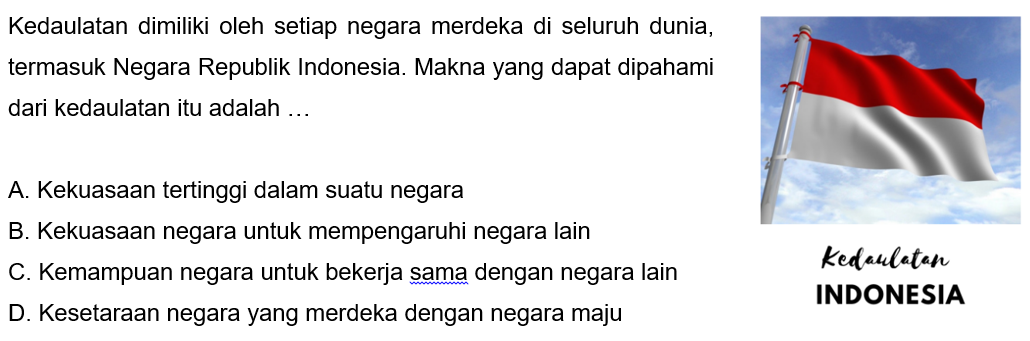 Kedaulatan dimiliki oleh setiap negara merdeka di seluruh dunia,
termasuk Negara Republik Indonesia. Makna yang dapat dipahami
dari kedaulatan itu adalah …
A. Kekuasaan tertinggi dalam suatu negara
B. Kekuasaan negara untuk mempengaruhi negara lain
C. Kemampuan negara untuk bekerja sama dengan negara lain
D. Kesetaraan negara yang merdeka dengan negara maju
Kedaulatan
INDONESIA